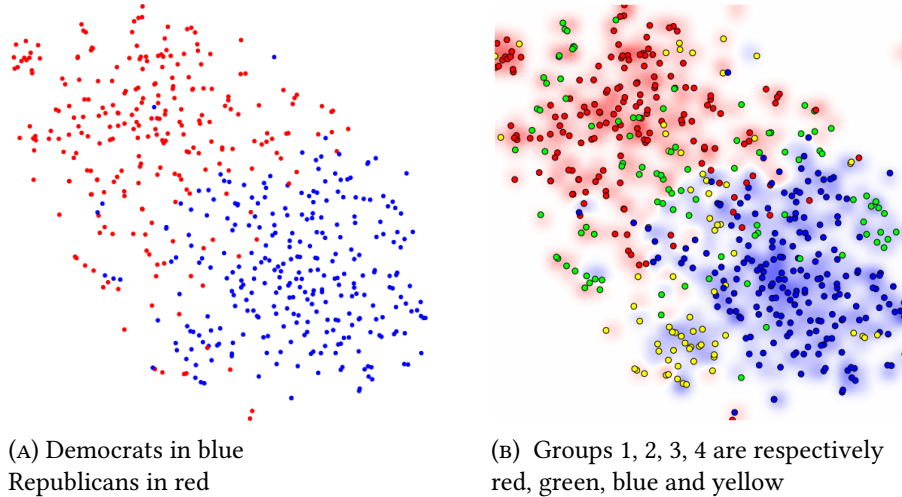 (A) Democrats in blue
Republicans in red
(B) Groups 1, 2, 3, 4 are respectively
red, green, blue and yellow